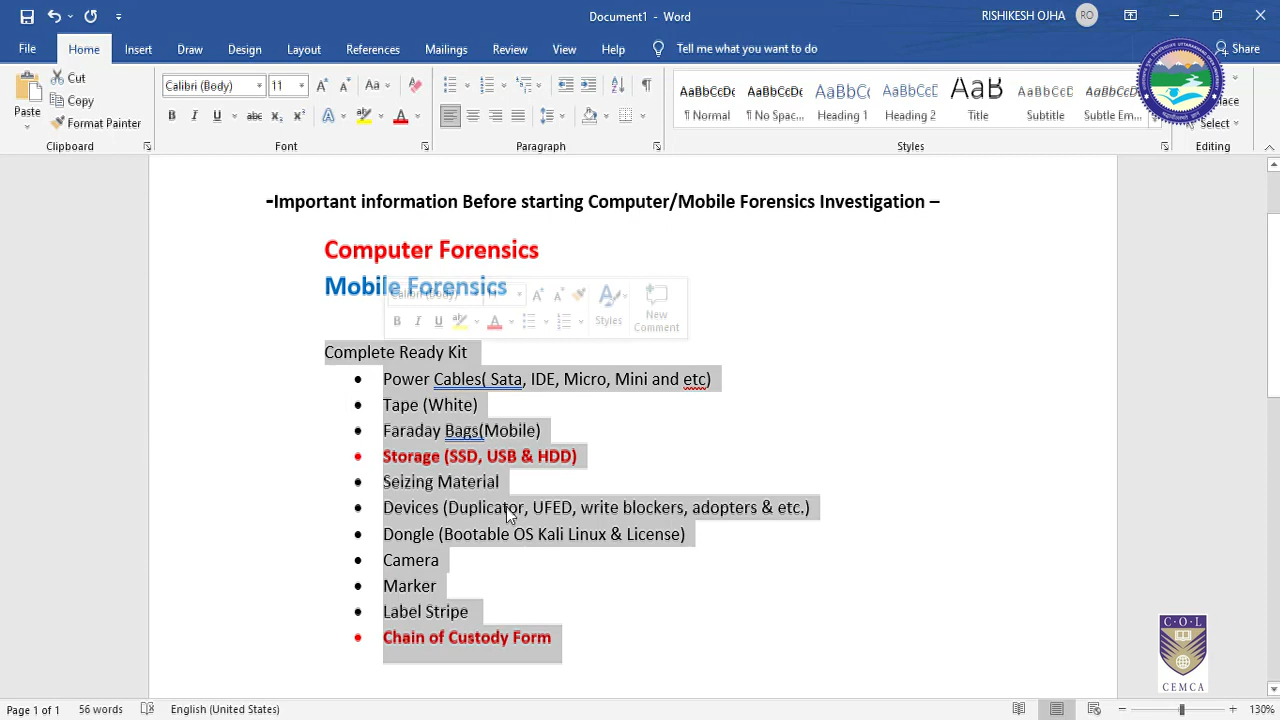 Document1 - Word
RISHIKESH OJHA RO
File Home Insert Draw Design Layout References Mailings Review View Help Tell me what you want to do Share
Paste
Cut
Copy
Format Painter
Clipboard
Calibri (Body) 11
Font
Paragraph
AaBbCcDc AaBbCcDc AaBbCc AaBbCcE AaB AaBbCcD AaBbCcD
¶ Normal ¶ No Spac... Heading 1 Heading 2 Title Subtitle Subtle Em...
Styles
Select
Editing
-Important information Before starting Computer/Mobile Forensics Investigation –
Computer Forensics
Mobile Forensics
Calibri (Body) 11
Styles
New Comment
Complete Ready Kit
• Power Cables( Sata, IDE, Micro, Mini and etc)
• Tape (White)
• Faraday Bags(Mobile)
• Storage (SSD, USB & HDD)
• Seizing Material
• Devices (Duplicator, UFED, write blockers, adopters & etc.)
• Dongle (Bootable OS Kali Linux & License)
• Camera
• Marker
• Label Stripe
• Chain of Custody Form
C·O·L
CEMCA
Page 1 of 1 56 words English (United States) 130%